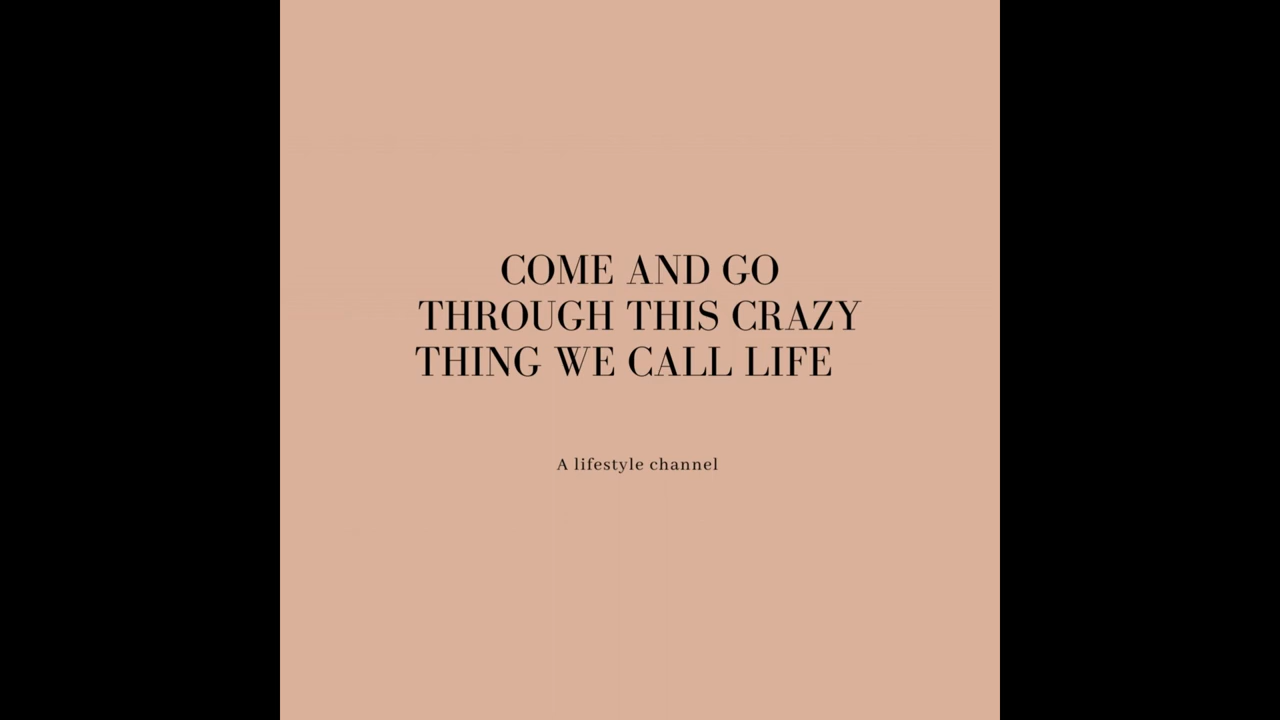 COME AND GO
THROUGH THIS CRAZY
THING WE CALL LIFE
A lifestyle channel